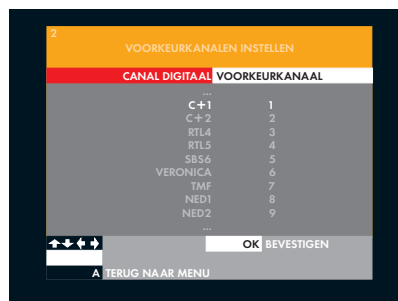 2
VOORKEURKANALEN INSTELLEN
CANAL DIGITAAL VOORKEURKANAAL
...
C+1 1
C+2 2
RTL4 3
RTL5 4
SBS6 5
VERONICA 6
TMF 7
NED1 8
NED2 9
...
OK BEVESTIGEN
A TERUG NAAR MENU